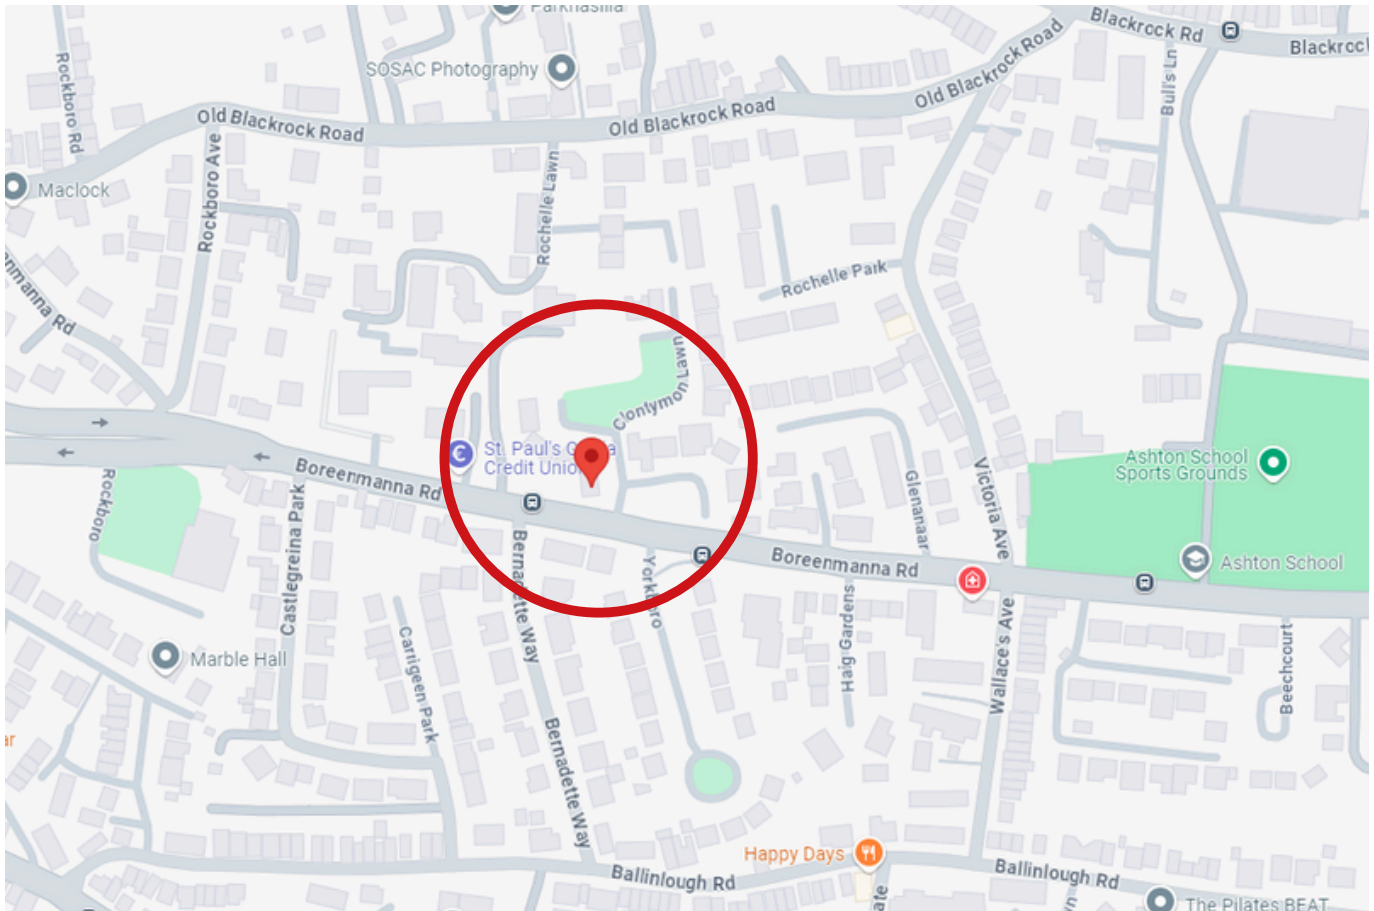 Parknasilla
Blackrock Rd
SOSAC Photography
Old Blackrock Road
Rockboro Rd
Bull's Ln
Old Blackrock Road
Old Blackrock Road
Maclock
Rockboro Ave
Rochelle Lawn
Rochelle Park
Clontymon Lawn
St. Paul's
Credit Union
Boreenmanna Rd
Ashton School
Sports Grounds
Rockboro
Castlegreina Park
Victoria Ave
Glenanaar
Bernadette Way
Yorkboro
Boreenmanna Rd
Ashton School
Haig Gardens
Wallace's Ave
Beechcourt
Marble Hall
Carrigeen Park
Bernadette Way
Happy Days
Ballinlough Rd
Ballinlough Rd
The Pilates BEAT